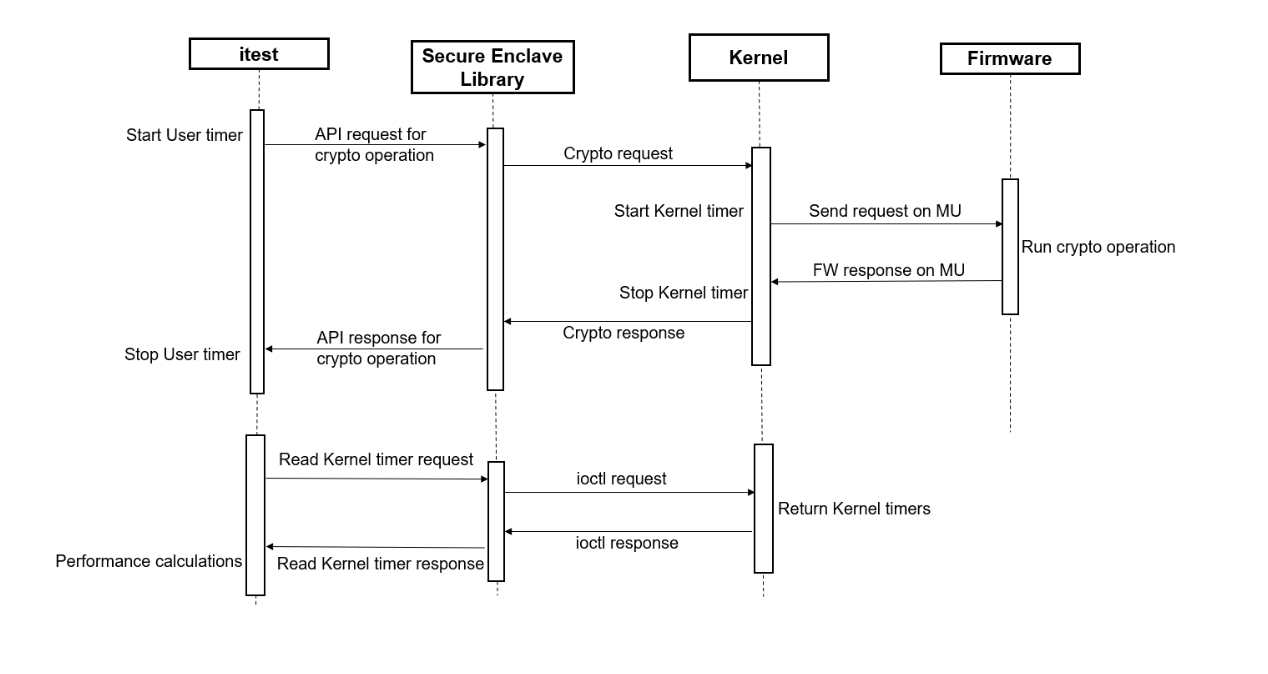 itest
Secure Enclave
Library
Kernel
Firmware
Start User timer
API request for
crypto operation
Crypto request
Start Kernel timer
Send request on MU
Run crypto operation
FW response on MU
Stop Kernel timer
Crypto response
API response for
crypto operation
Stop User timer
Read Kernel timer request
ioctl request
Return Kernel timers
ioctl response
Performance calculations
Read Kernel timer response